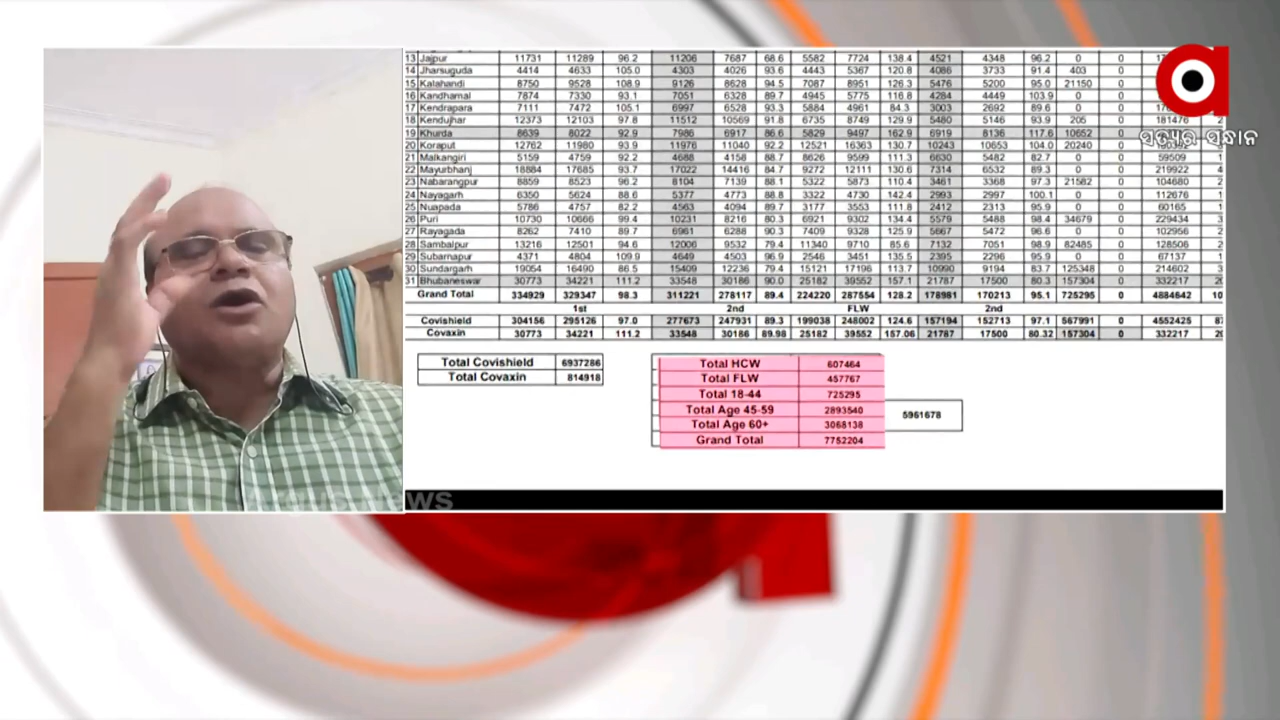 13 Jajpur 11731 11289 96.2 11206 7687 68.6 5582 7724 138.4 4521 4348 96.2 0 0
14 Jharsuguda 4414 4633 105.0 4303 4026 93.6 4443 5367 120.8 4086 3733 91.4 403 0
15 Kalahandi 8750 9528 108.9 9126 8628 94.5 7087 8951 126.3 5476 5200 95.0 21150 0
16 Kandhamal 7874 7330 93.1 7051 6328 89.7 4945 5775 116.8 4284 4449 103.9 0 0
17 Kendrapara 7111 7472 105.1 6997 6528 93.3 5884 4961 84.3 3003 2692 89.6 0 0
18 Kendujhar 12373 12103 97.8 11512 10569 91.8 6735 8749 129.9 5480 5146 93.9 205 0 181476
19 Khurda 8639 8022 92.9 7986 6917 86.6 5829 9497 162.9 6919 8136 117.6 10652 0
20 Koraput 12762 11980 93.9 11976 11040 92.2 12521 16363 130.7 10243 10653 104.0 20240 0
21 Malkangiri 5159 4759 92.2 4688 4158 88.7 8626 9599 111.3 6630 5482 82.7 0 0 59509
22 Mayurbhanj 18884 17685 93.7 17022 14416 84.7 9272 12111 130.6 7314 6532 89.3 0 0 219922
23 Nabarangpur 8859 8523 96.2 8104 7139 88.1 5322 5873 110.4 3461 3368 97.3 21582 0 104680
24 Nayagarh 6350 5624 88.6 5377 4773 88.8 3322 4730 142.4 2993 2997 100.1 0 0 112676
25 Nuapada 5786 4757 82.2 4563 4094 89.7 3177 3553 111.8 2412 2313 95.9 0 0 60165
26 Puri 10730 10666 99.4 10231 8216 80.3 6921 9302 134.4 5579 5488 98.4 34679 0 229434
27 Rayagada 8262 7410 89.7 6961 6288 90.3 7409 9328 125.9 5667 5472 96.6 0 0 102956
28 Sambalpur 13216 12501 94.6 12006 9532 79.4 11340 9710 85.6 7132 7051 98.9 82485 0 128506
29 Subarnapur 4371 4804 109.9 4649 4503 96.9 2546 3451 135.5 2395 2296 95.9 0 0 67137
30 Sundargarh 19054 16490 86.5 15409 12236 79.4 15121 17196 113.7 10990 9194 83.7 125348 0 214602
31 Bhubaneswar 30773 34221 111.2 33548 30186 90.0 25182 39552 157.1 21787 17500 80.3 157304 0 332217
Grand Total 334929 329347 98.3 311221 278117 89.4 224220 287554 128.2 178981 170213 95.1 725295 0 4884642
1st 2nd FLW 2nd
Covishield 304156 295126 97.0 277673 247931 89.3 199038 248002 124.6 157194 152713 97.1 567991 0 4552425
Covaxin 30773 34221 111.2 33548 30186 89.98 25182 39552 157.06 21787 17500 80.32 157304 0 332217
Total Covishield 6937286
Total Covaxin 814918
Total HCW 607464
Total FLW 457767
Total 18-44 725295
Total Age 45-59 2893540
Total Age 60+ 3068138
5961678
Grand Total 7752204
ସତ୍ୟର ସନ୍ଧାନ
Argus News